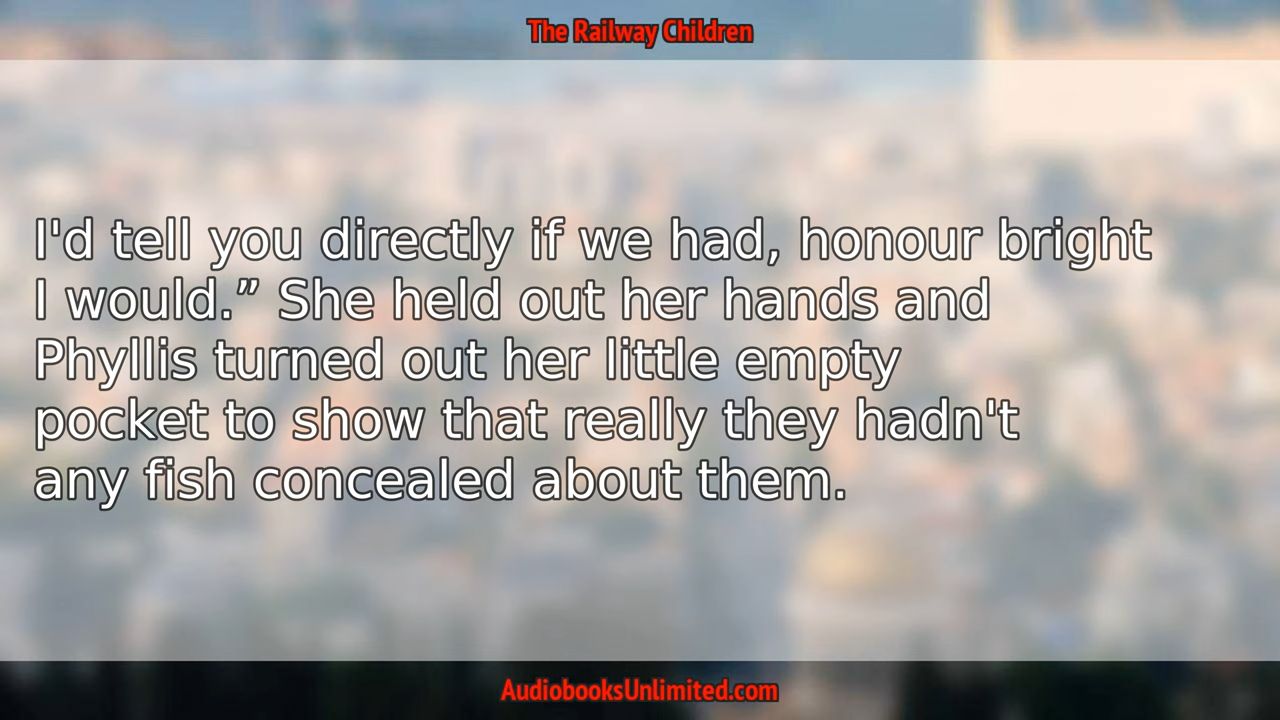 The Railway Children
I'd tell you directly if we had, honour bright
I would.” She held out her hands and
Phyllis turned out her little empty
pocket to show that really they hadn't
any fish concealed about them.
AudiobooksUnlimited.com